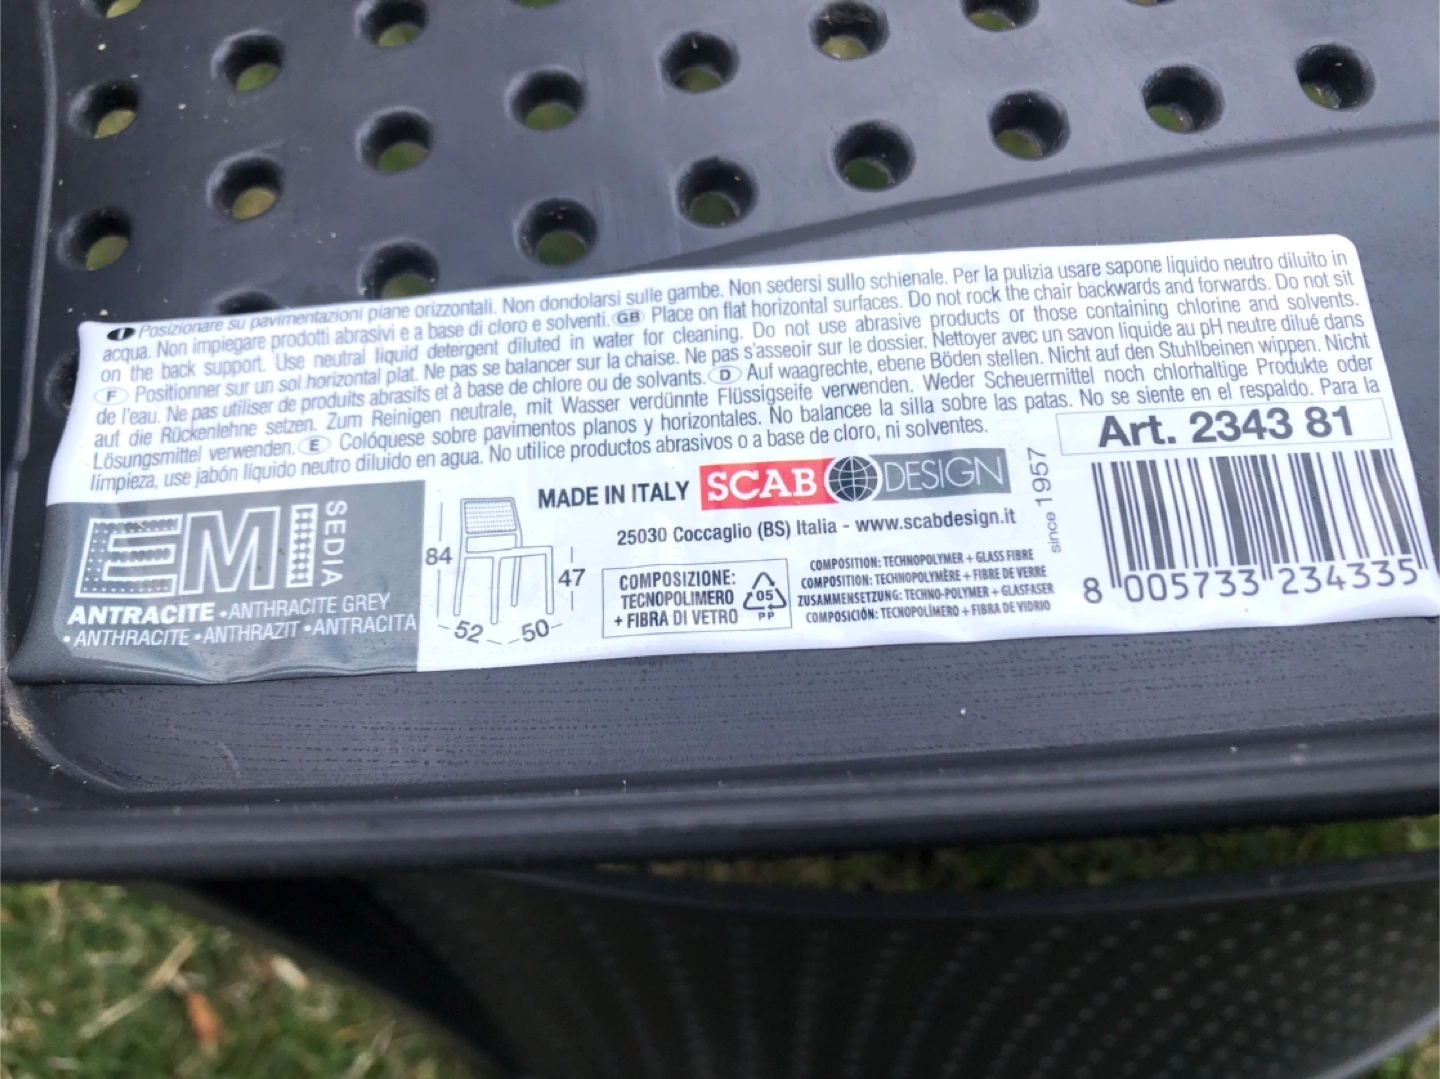 I Posizionare su pavimentazioni piane orizzontali. Non dondolarsi sulle gambe. Non sedersi sullo schienale. Per la pulizia usare sapone liquido neutro diluito in
acqua. Non impiegare prodotti abrasivi e a base di cloro e solventi. GB Place on flat horizontal surfaces. Do not rock the chair backwards and forwards. Do not sit
on the back support. Use neutral liquid detergent diluted in water for cleaning. Do not use abrasive products or those containing chlorine and solvents.
F Positionner sur un sol horizontal plat. Ne pas se balancer sur la chaise. Ne pas s'asseoir sur le dossier. Nettoyer avec un savon liquide au pH neutre dilué dans
de l'eau. Ne pas utiliser de produits abrasifs et à base de chlore ou de solvants. D Auf waagrechte, ebene Böden stellen. Nicht auf den Stuhlbeinen wippen. Nicht
auf die Rückenlehne setzen. Zum Reinigen neutrale, mit Wasser verdünnte Flüssigseife verwenden. Weder Scheuermittel noch chlorhaltige Produkte oder
Lösungsmittel verwenden. E Colóquese sobre pavimentos planos y horizontales. No balancee la silla sobre las patas. No se siente en el respaldo. Para la
limpieza, use jabón líquido neutro diluido en agua. No utilice productos abrasivos o a base de cloro, ni solventes.
Art. 2343 81
EMI
SEDIA
ANTRACITE • ANTHRACITE GREY
• ANTHRACITE • ANTHRAZIT • ANTRACITA
84
47
52
50
MADE IN ITALY SCAB DESIGN
since 1957
25030 Coccaglio (BS) Italia - www.scabdesign.it
COMPOSIZIONE:
TECNOPOLIMERO
+ FIBRA DI VETRO
05
PP
COMPOSITION: TECHNOPOLYMER + GLASS FIBRE
COMPOSITION: TECHNOPOLYMÈRE + FIBRE DE VERRE
ZUSAMMENSETZUNG: TECHNO-POLYMER + GLASFASER
COMPOSICIÓN: TECNOPOLÍMERO + FIBRA DE VIDRIO
8 005733 234335